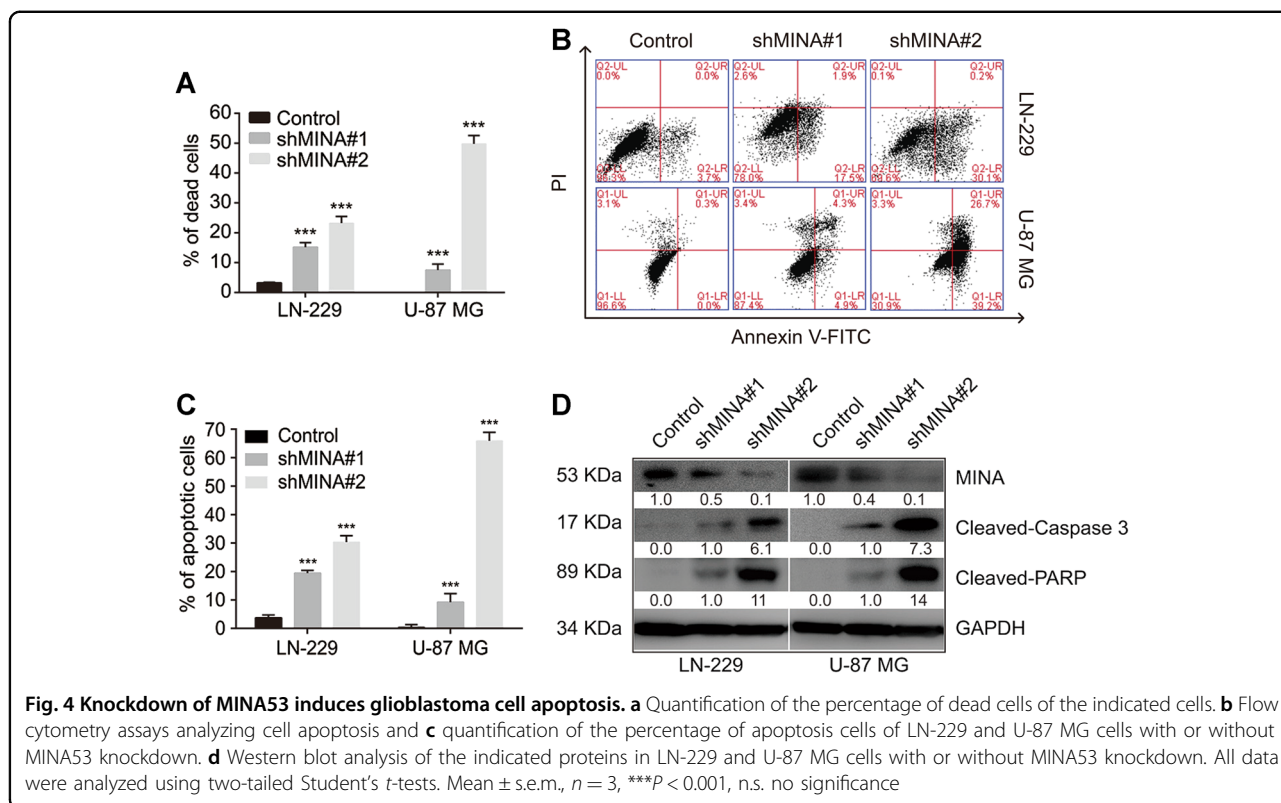 A
% of dead cells
60
50
40
30
20
10
0
Control
shMINA#1
shMINA#2
***
***
***
***
LN-229
U-87 MG
B
Control
shMINA#1
shMINA#2
Q2-UL
0.0%
Q2-UR
0.0%
Q2-LR
3.7%
Q2-UL
2.6%
Q2-UR
1.9%
Q2-LL
78.0%
Q2-LR
17.5%
Q2-UL
0.1%
Q2-UR
0.2%
Q2-LR
30.1%
LN-229
Q1-UL
3.1%
Q1-UR
0.3%
Q1-LL
96.6%
Q1-LR
0.0%
Q1-UL
3.4%
Q1-UR
4.3%
Q1-LL
87.4%
Q1-LR
4.9%
Q1-UL
3.3%
Q1-UR
26.7%
Q1-LL
30.9%
Q1-LR
39.2%
U-87 MG
PI
Annexin V-FITC
C
% of apoptotic cells
70
60
50
40
30
20
10
0
Control
shMINA#1
shMINA#2
***
***
***
***
LN-229
U-87 MG
D
Control shMINA#1 shMINA#2 Control shMINA#1 shMINA#2
53 KDa MINA
1.0 0.5 0.1 1.0 0.4 0.1
17 KDa Cleaved-Caspase 3
0.0 1.0 6.1 0.0 1.0 7.3
89 KDa Cleaved-PARP
0.0 1.0 11 0.0 1.0 14
34 KDa GAPDH
LN-229 U-87 MG
Fig. 4 Knockdown of MINA53 induces glioblastoma cell apoptosis. a Quantification of the percentage of dead cells of the indicated cells. b Flow
cytometry assays analyzing cell apoptosis and c quantification of the percentage of apoptosis cells of LN-229 and U-87 MG cells with or without
MINA53 knockdown. d Western blot analysis of the indicated proteins in LN-229 and U-87 MG cells with or without MINA53 knockdown. All data
were analyzed using two-tailed Student's t-tests. Mean ± s.e.m., n = 3, ***P < 0.001, n.s. no significance